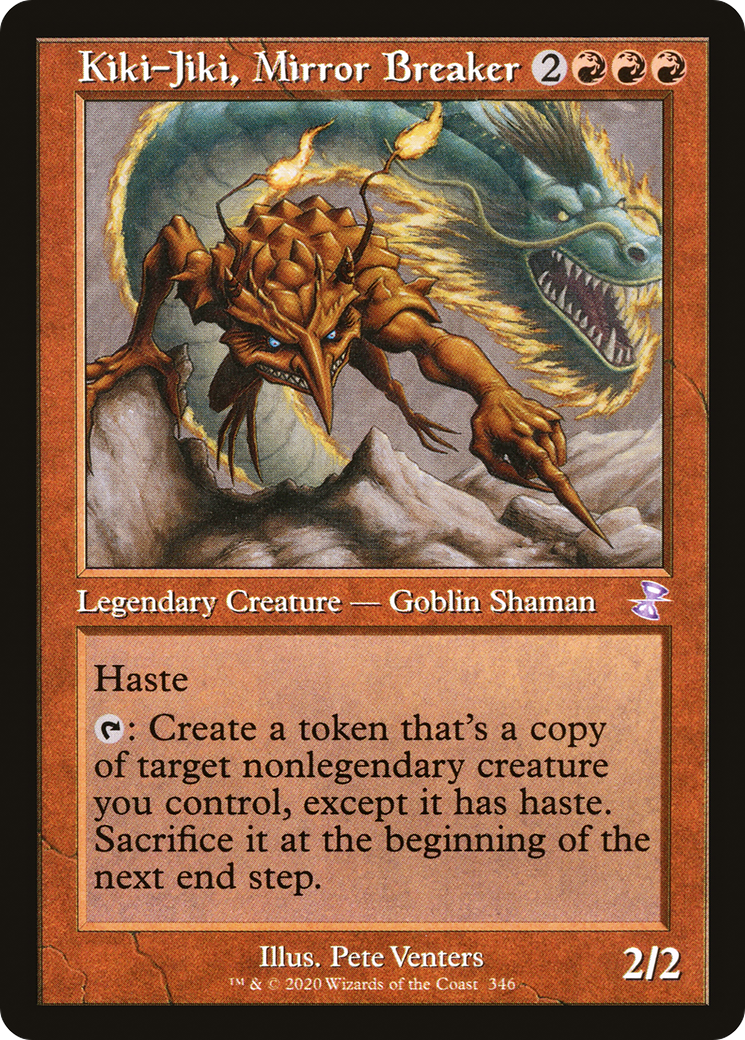 Kiki-Jiki, Mirror Breaker 2
Legendary Creature — Goblin Shaman
Haste
: Create a token that's a copy
of target nonlegendary creature
you control, except it has haste.
Sacrifice it at the beginning of the
next end step.
Illus. Pete Venters
2/2
™ & © 2020 Wizards of the Coast 346